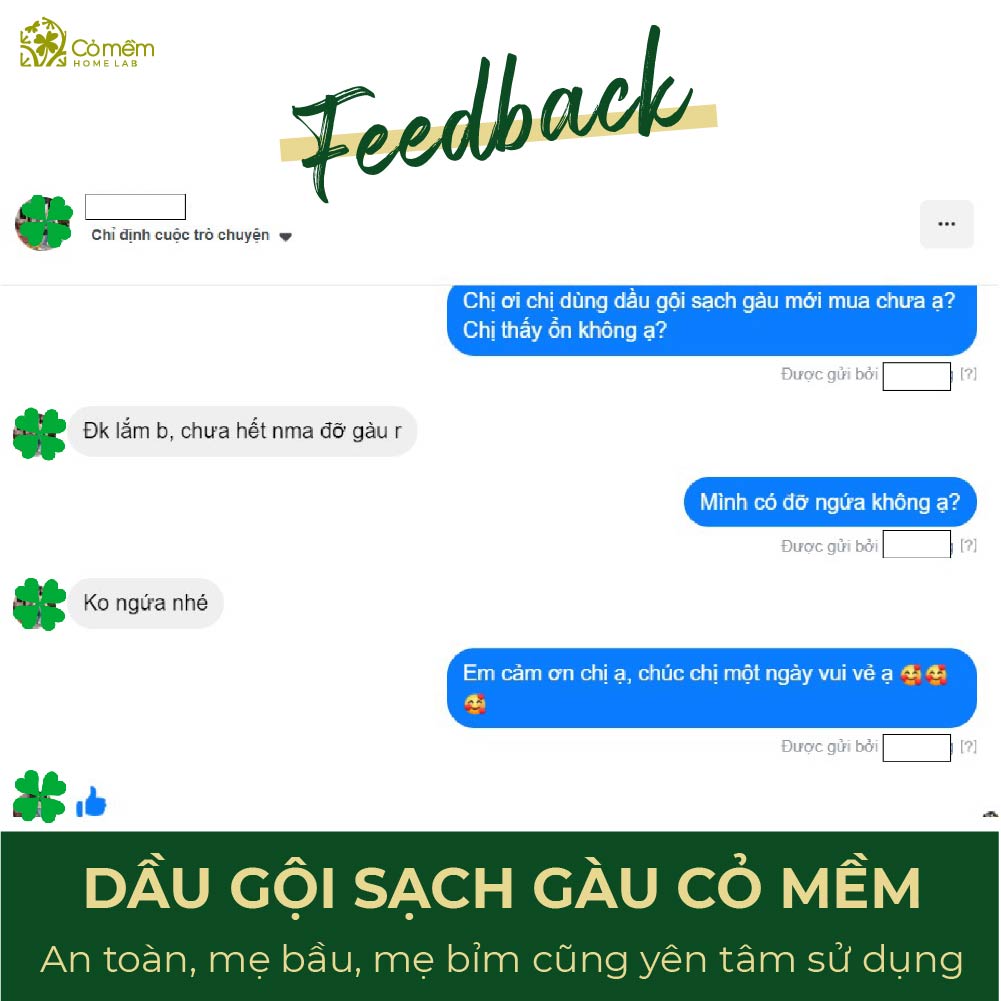 Cỏ mềm
HOME LAB
Feedback
Chỉ định cuộc trò chuyện
Chị ơi chị dùng dầu gội sạch gàu mới mua chưa ạ?
Chị thấy ổn không ạ?
Được gửi bởi [?]
Đk lắm b, chưa hết nma đỡ gàu r
Mình có đỡ ngứa không ạ?
Được gửi bởi [?]
Ko ngứa nhé
Em cảm ơn chị ạ, chúc chị một ngày vui vẻ ạ 🥰🥰
🥰
Được gửi bởi [?]
DẦU GỘI SẠCH GÀU CỎ MỀM
An toàn, mẹ bầu, mẹ bỉm cũng yên tâm sử dụng